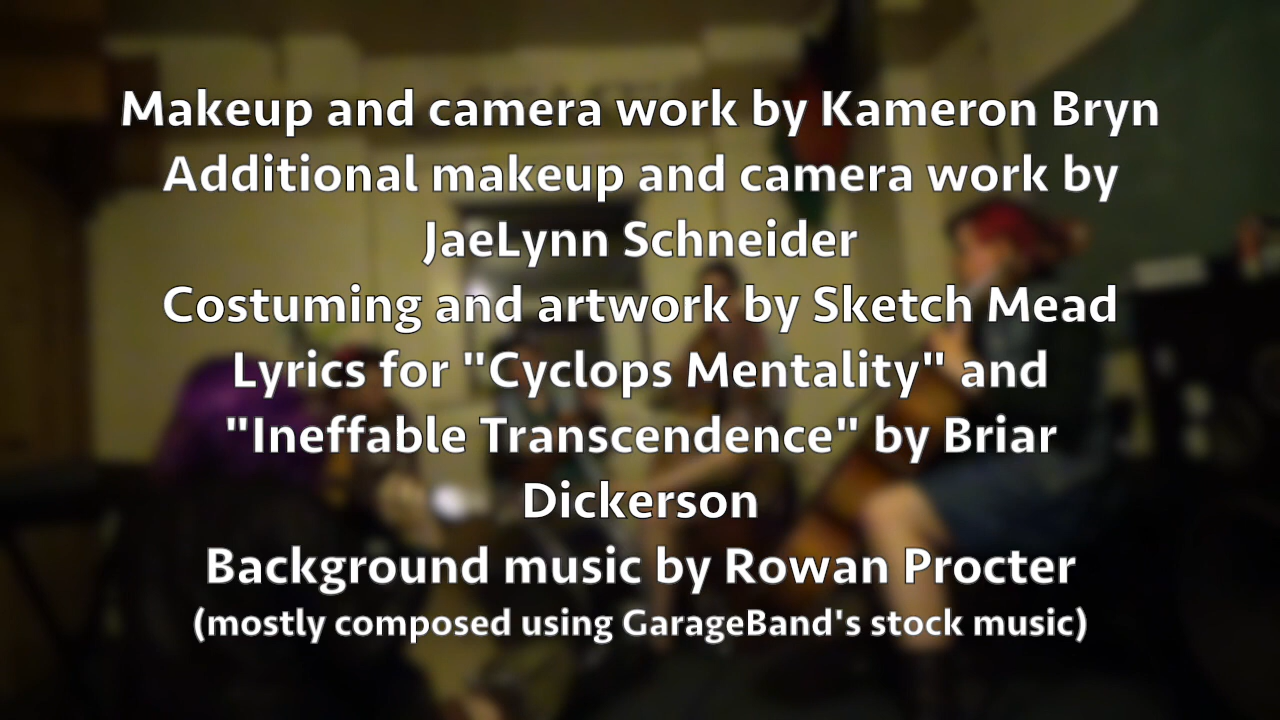 Makeup and camera work by Kameron Bryn
Additional makeup and camera work by
JaeLynn Schneider
Costuming and artwork by Sketch Mead
Lyrics for "Cyclops Mentality" and
"Ineffable Transcendence" by Briar
Dickerson
Background music by Rowan Procter
(mostly composed using GarageBand's stock music)